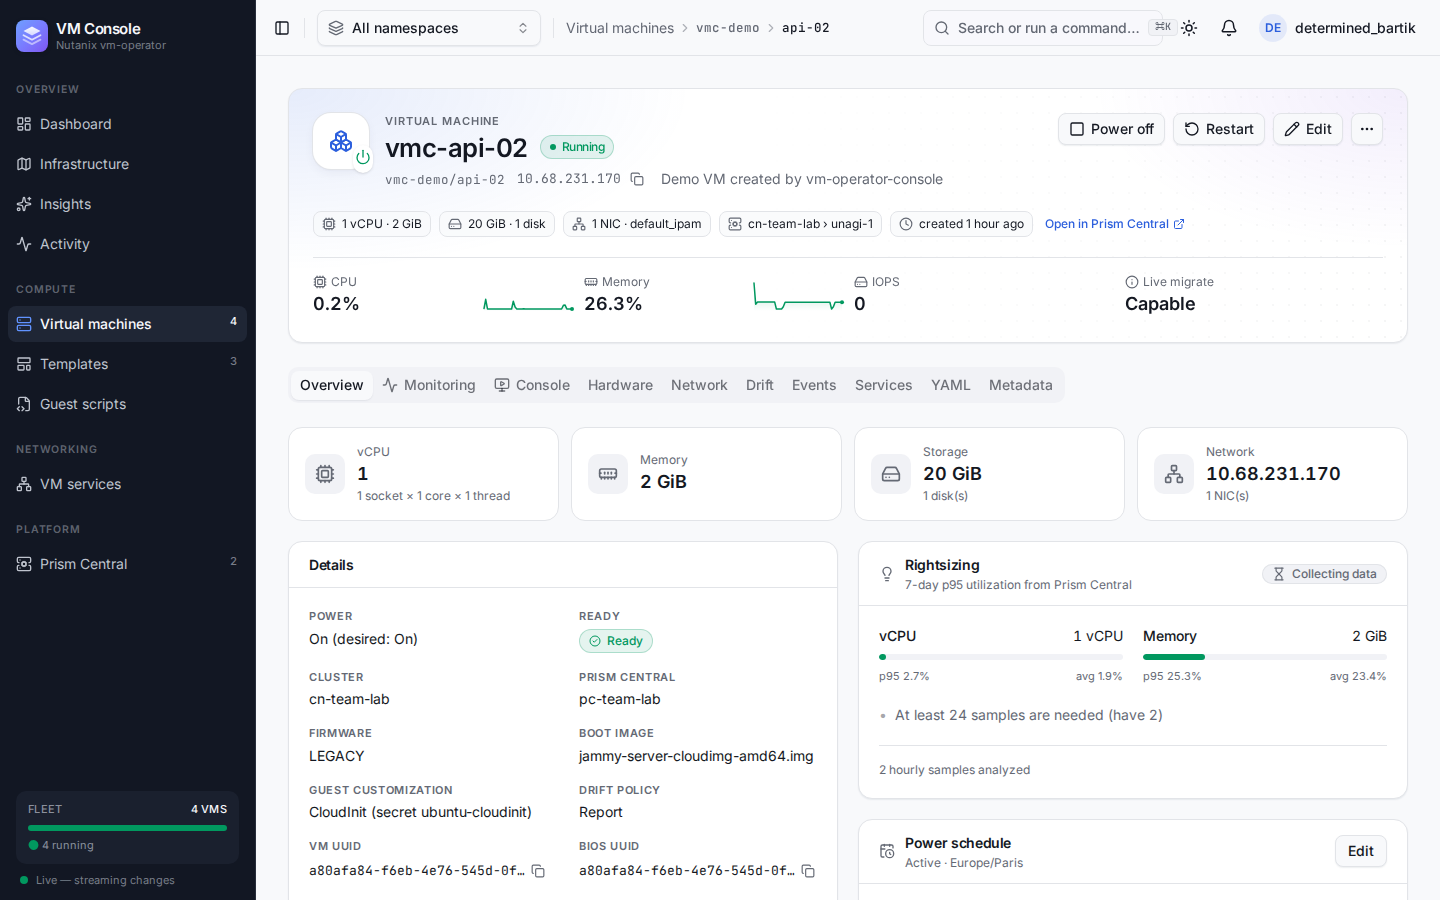 VM Console
Nutanix vm-operator
OVERVIEW
Dashboard
Infrastructure
Insights
Activity
COMPUTE
Virtual machines 4
Templates 3
Guest scripts
NETWORKING
VM services
PLATFORM
Prism Central 2
FLEET 4 VMS
4 running
Live — streaming changes
All namespaces
Virtual machines › vmc-demo › api-02
Search or run a command... ⌘K
DE determined_bartik
VIRTUAL MACHINE
vmc-api-02 Running
vmc-demo/api-02 10.68.231.170 Demo VM created by vm-operator-console
Power off Restart Edit ...
1 vCPU · 2 GiB 20 GiB · 1 disk 1 NIC · default_ipam cn-team-lab › unagi-1 created 1 hour ago Open in Prism Central
CPU Memory IOPS Live migrate
0.2% 26.3% 0 Capable
Overview Monitoring Console Hardware Network Drift Events Services YAML Metadata
vCPU
1
1 socket × 1 core × 1 thread
Memory
2 GiB
Storage
20 GiB
1 disk(s)
Network
10.68.231.170
1 NIC(s)
Details
POWER
On (desired: On)
READY
Ready
CLUSTER
cn-team-lab
PRISM CENTRAL
pc-team-lab
FIRMWARE
LEGACY
BOOT IMAGE
jammy-server-cloudimg-amd64.img
GUEST CUSTOMIZATION
CloudInit (secret ubuntu-cloudinit)
DRIFT POLICY
Report
VM UUID
a80afa84-f6eb-4e76-545d-0f…
BIOS UUID
a80afa84-f6eb-4e76-545d-0f…
Rightsizing
7-day p95 utilization from Prism Central
Collecting data
vCPU 1 vCPU
p95 2.7% avg 1.9%
Memory 2 GiB
p95 25.3% avg 23.4%
• At least 24 samples are needed (have 2)
2 hourly samples analyzed
Power schedule
Active · Europe/Paris
Edit